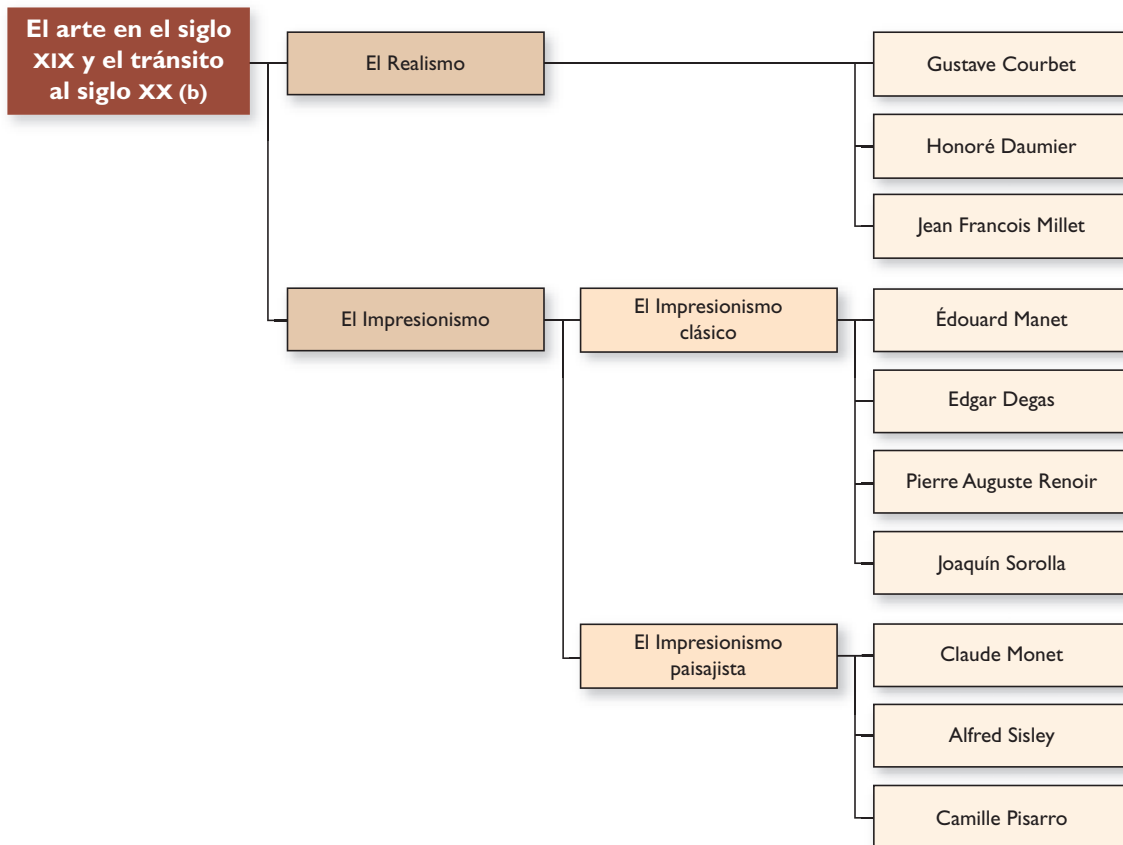 El arte en el siglo
XIX y el tránsito
al siglo XX (b)
El Realismo
Gustave Courbet
Honoré Daumier
Jean Francois Millet
El Impresionismo
El Impresionismo
clásico
Édouard Manet
Edgar Degas
Pierre Auguste Renoir
Joaquín Sorolla
El Impresionismo
paisajista
Claude Monet
Alfred Sisley
Camille Pisarro